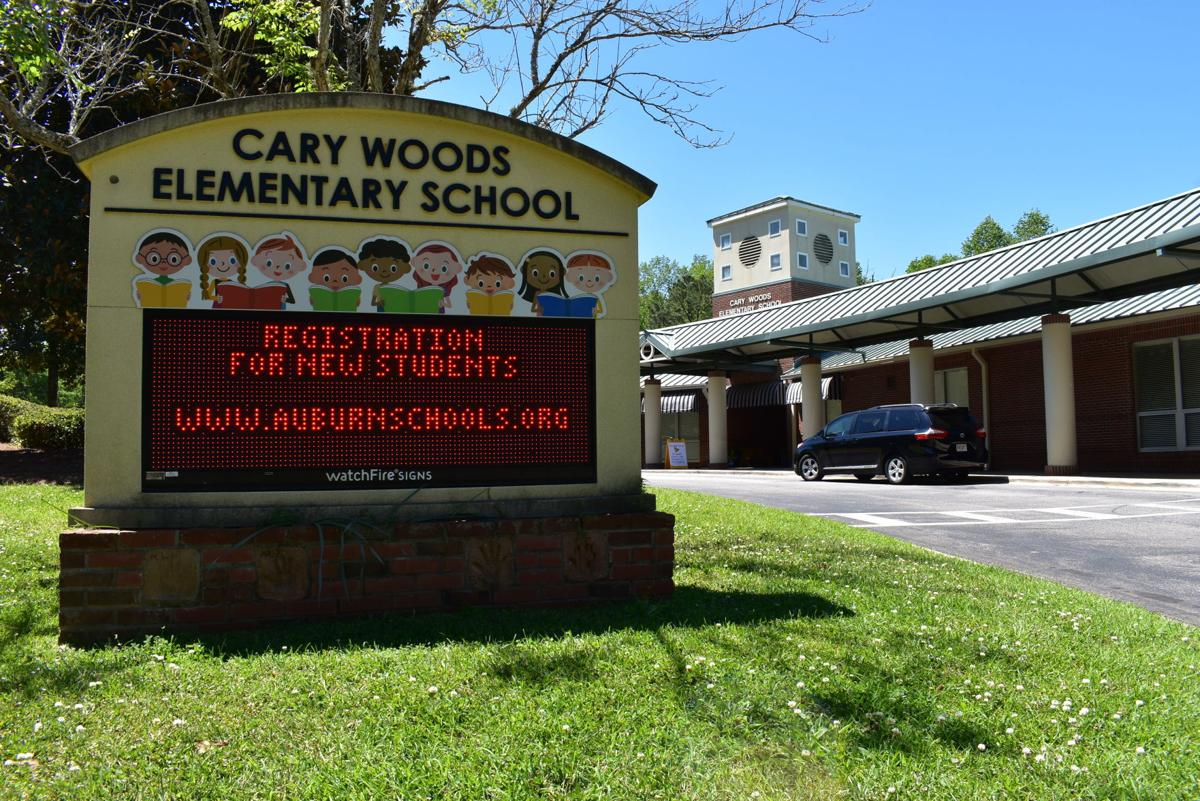 CARY WOODS
ELEMENTARY SCHOOL
REGISTRATION
FOR NEW STUDENTS
WWW.AUBURNSCHOOLS.ORG
watchFire SIGNS
CARY WOODS
ELEMENTARY SCHOOL